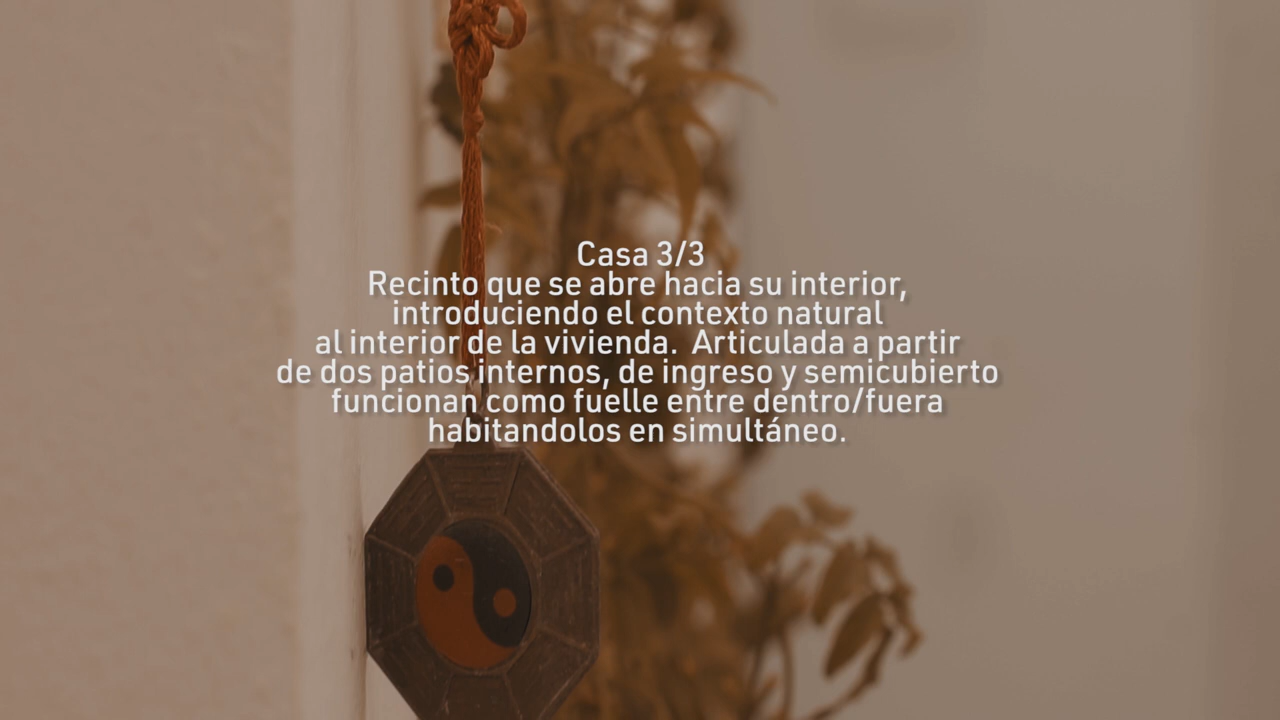 Casa 3/3
Recinto que se abre hacia su interior,
introduciendo el contexto natural
al interior de la vivienda.  Articulada a partir
de dos patios internos, de ingreso y semicubierto
funcionan como fuelle entre dentro/fuera
habitandolos en simultáneo.